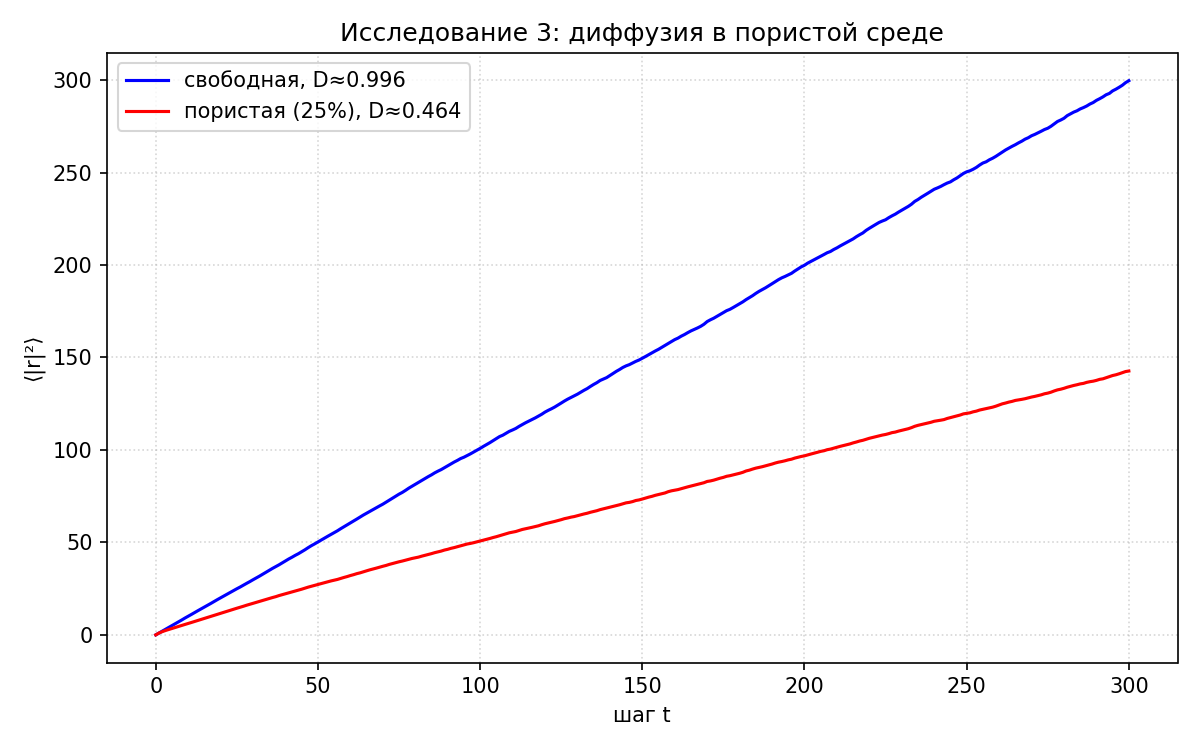 Исследование 3: диффузия в пористой среде
свободная, D≈0.996
пористая (25%), D≈0.464
⟨|r|²⟩
300
250
200
150
100
50
0
0 50 100 150 200 250 300
шаг t